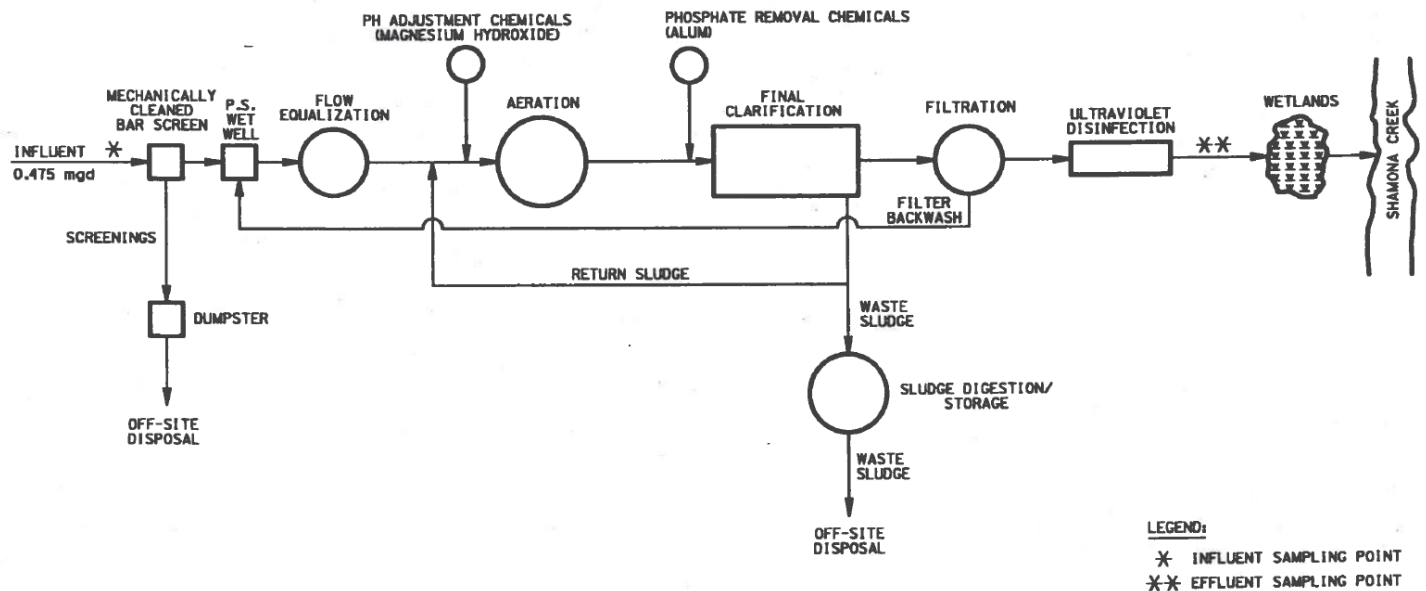 PH ADJUSTMENT CHEMICALS
(MAGNESIUM HYDROXIDE)
PHOSPHATE REMOVAL CHEMICALS
(ALUM)
MECHANICALLY
CLEANED
BAR SCREEN
P.S.
WET
WELL
FLOW
EQUALIZATION
AERATION
FINAL
CLARIFICATION
FILTRATION
ULTRAVIOLET
DISINFECTION
WETLANDS
SHAMONA CREEK
INFLUENT *
0.475 mgd
**
FILTER
BACKWASH
SCREENINGS
RETURN SLUDGE
DUMPSTER
WASTE
SLUDGE
SLUDGE DIGESTION/
STORAGE
OFF-SITE
DISPOSAL
WASTE
SLUDGE
OFF-SITE
DISPOSAL
LEGEND:
* INFLUENT SAMPLING POINT
** EFFLUENT SAMPLING POINT